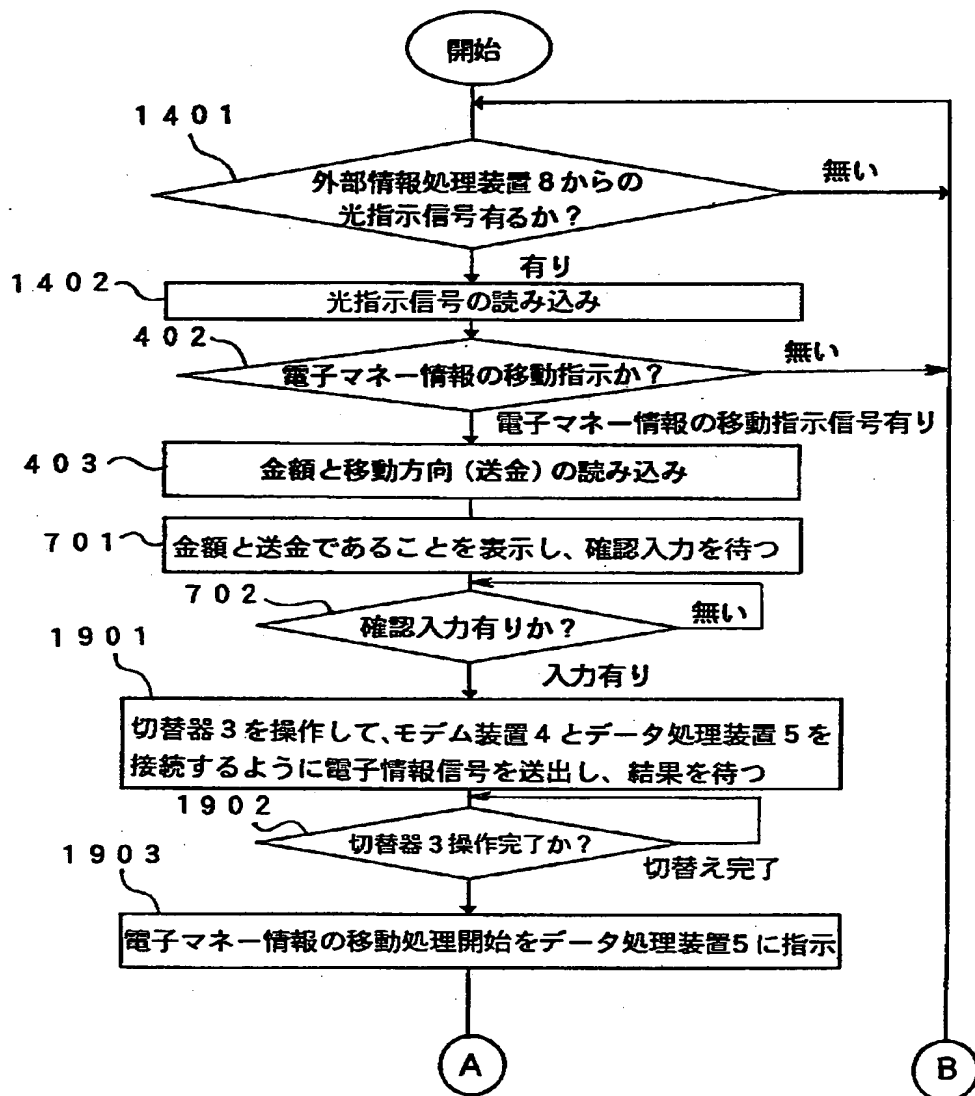 開始
1401
外部情報処理装置8からの
光指示信号有るか?
無い
有り
1402
光指示信号の読み込み
402
電子マネー情報の移動指示か?
無い
電子マネー情報の移動指示信号有り
403
金額と移動方向(送金)の読み込み
701
金額と送金であることを表示し、確認入力を待つ
702
確認入力有りか?
無い
1901
入力有り
切替器3を操作して、モデム装置4とデータ処理装置5を
接続するように電子情報信号を送出し、結果を待つ
1902
切替器3操作完了か?
切替え完了
1903
電子マネー情報の移動処理開始をデータ処理装置5に指示
A
B